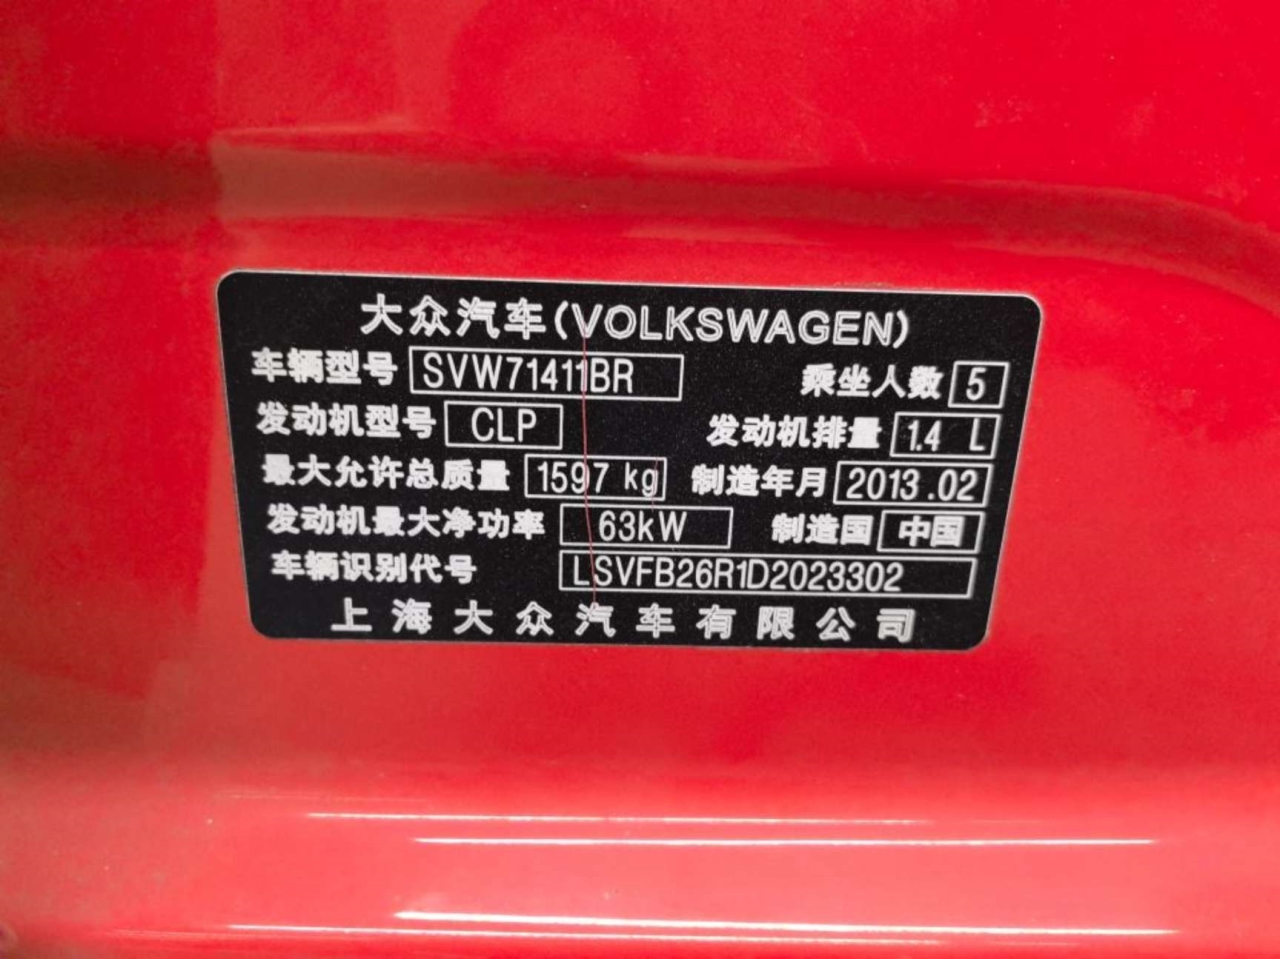 大众汽车(VOLKSWAGEN)
车辆型号 SVW71411BR 乘坐人数 5
发动机型号 CLP 发动机排量 1.4 L
最大允许总质量 1597 kg 制造年月 2013.02
发动机最大净功率 63kW 制造国 中国
车辆识别代号 LSVFB26R1D2023302
上海大众汽车有限公司